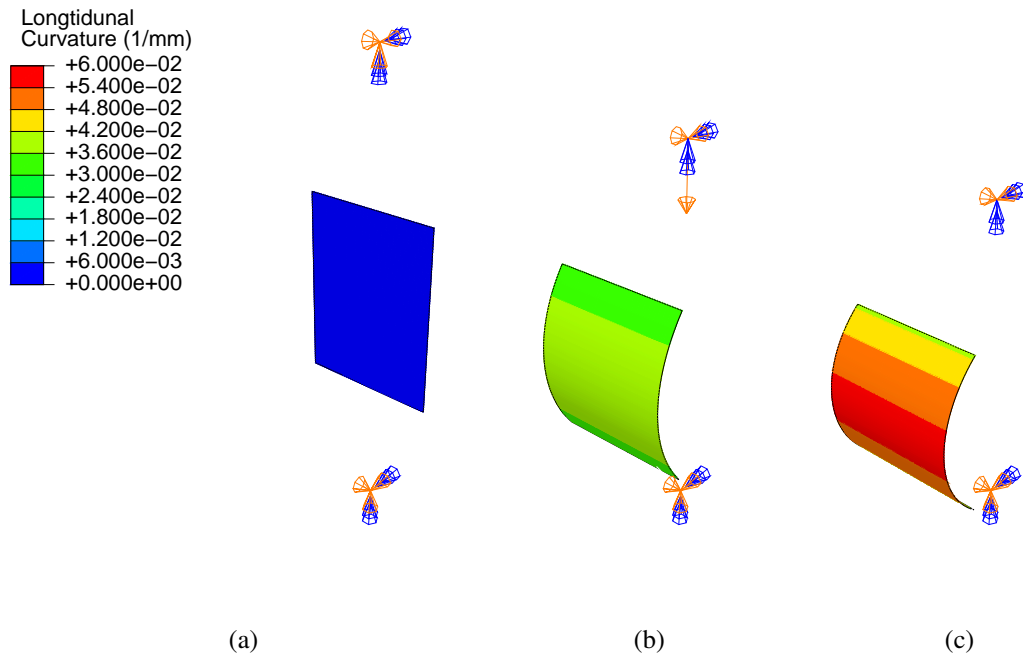 Longtidunal
Curvature (1/mm)
+6.000e−02
+5.400e−02
+4.800e−02
+4.200e−02
+3.600e−02
+3.000e−02
+2.400e−02
+1.800e−02
+1.200e−02
+6.000e−03
+0.000e+00
(a)
(b)
(c)